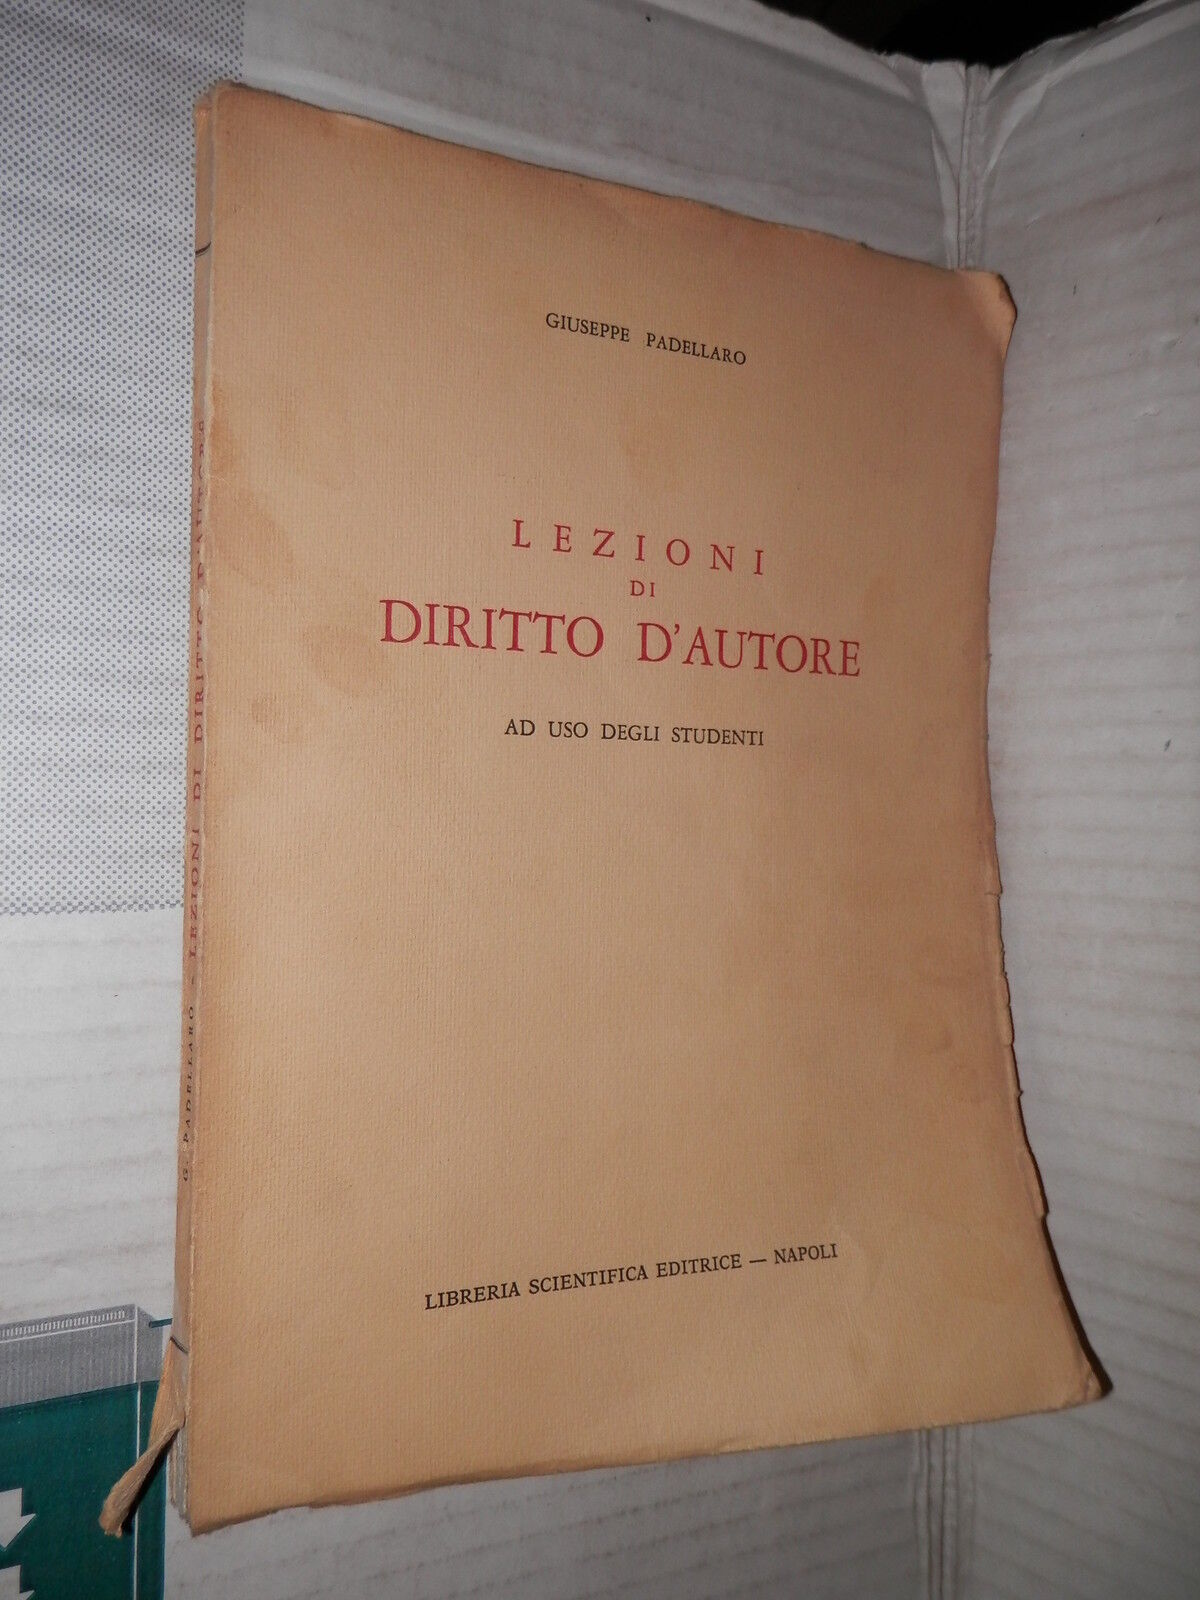 GIUSEPPE PADELLARO
LEZIONI
DI
DIRITTO D'AUTORE
AD USO DEGLI STUDENTI
LIBRERIA SCIENTIFICA EDITRICE — NAPOLI
G. PADELLARO - LEZIONI DI DIRITTO D'AUTORE